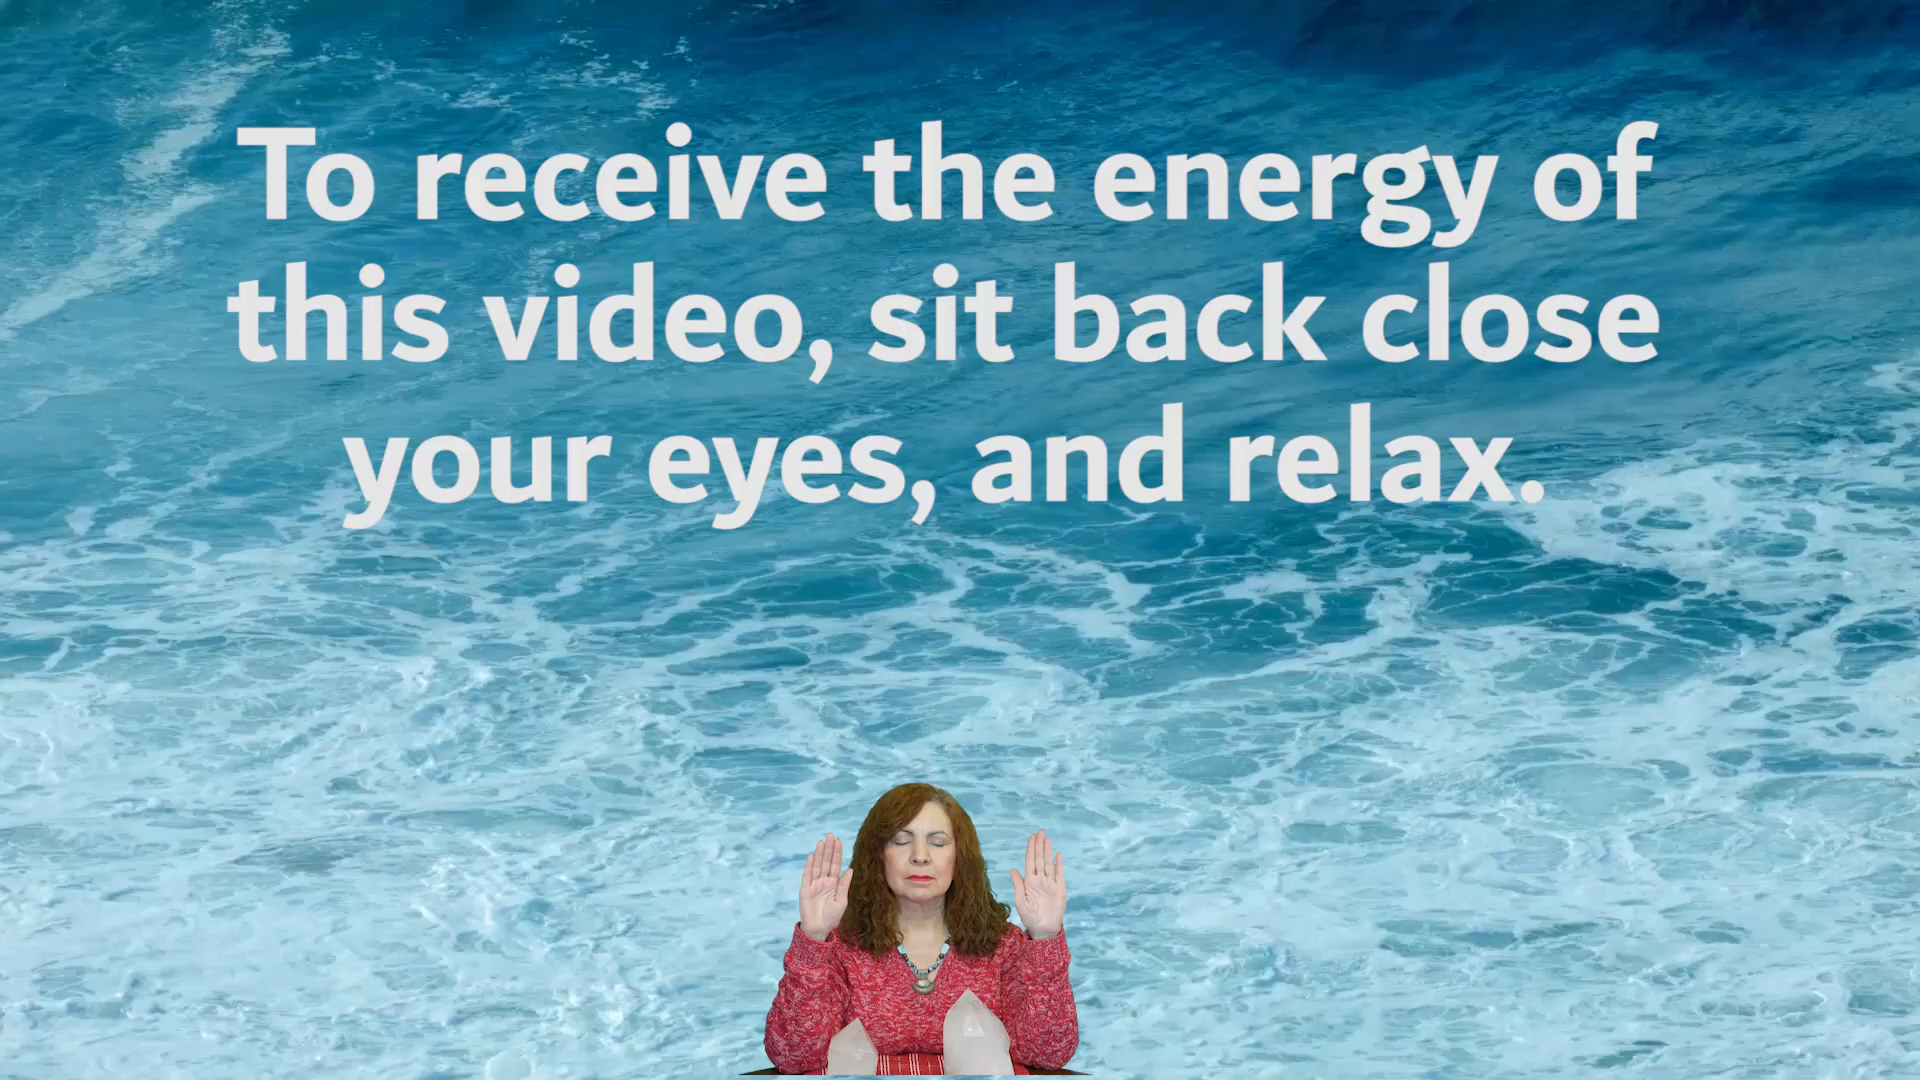 To receive the energy of
this video, sit back close
your eyes, and relax.